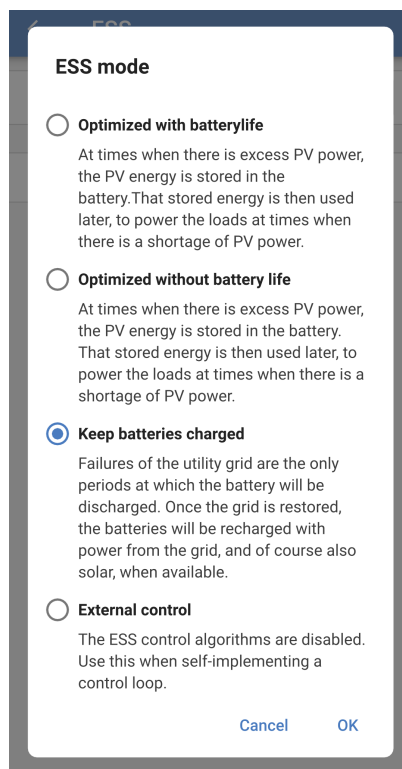 ESS mode
Optimized with batterylife
At times when there is excess PV power,
the PV energy is stored in the
battery.That stored energy is then used
later, to power the loads at times when
there is a shortage of PV power.
Optimized without battery life
At times when there is excess PV power,
the PV energy is stored in the battery.
That stored energy is then used later, to
power the loads at times when there is a
shortage of PV power.
Keep batteries charged
Failures of the utility grid are the only
periods at which the battery will be
discharged. Once the grid is restored,
the batteries will be recharged with
power from the grid, and of course also
solar, when available.
External control
The ESS control algorithms are disabled.
Use this when self-implementing a
control loop.
Cancel OK